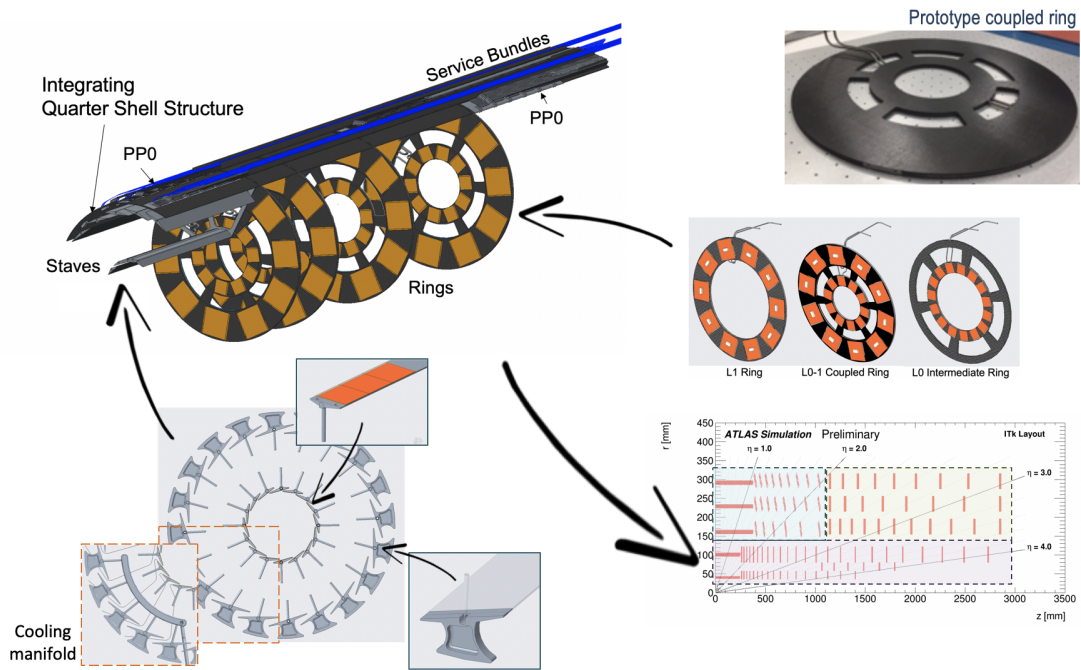 Prototype coupled ring
Service Bundles
Integrating
Quarter Shell Structure
PP0
PP0
Staves
Rings
L1 Ring
L0-1 Coupled Ring
L0 Intermediate Ring
Cooling
manifold
ATLAS Simulation Preliminary
ITk Layout
η = 1.0
η = 2.0
η = 3.0
η = 4.0
r [mm]
450
400
350
300
250
200
150
100
50
0
0 500 1000 1500 2000 2500 3000 3500
z [mm]